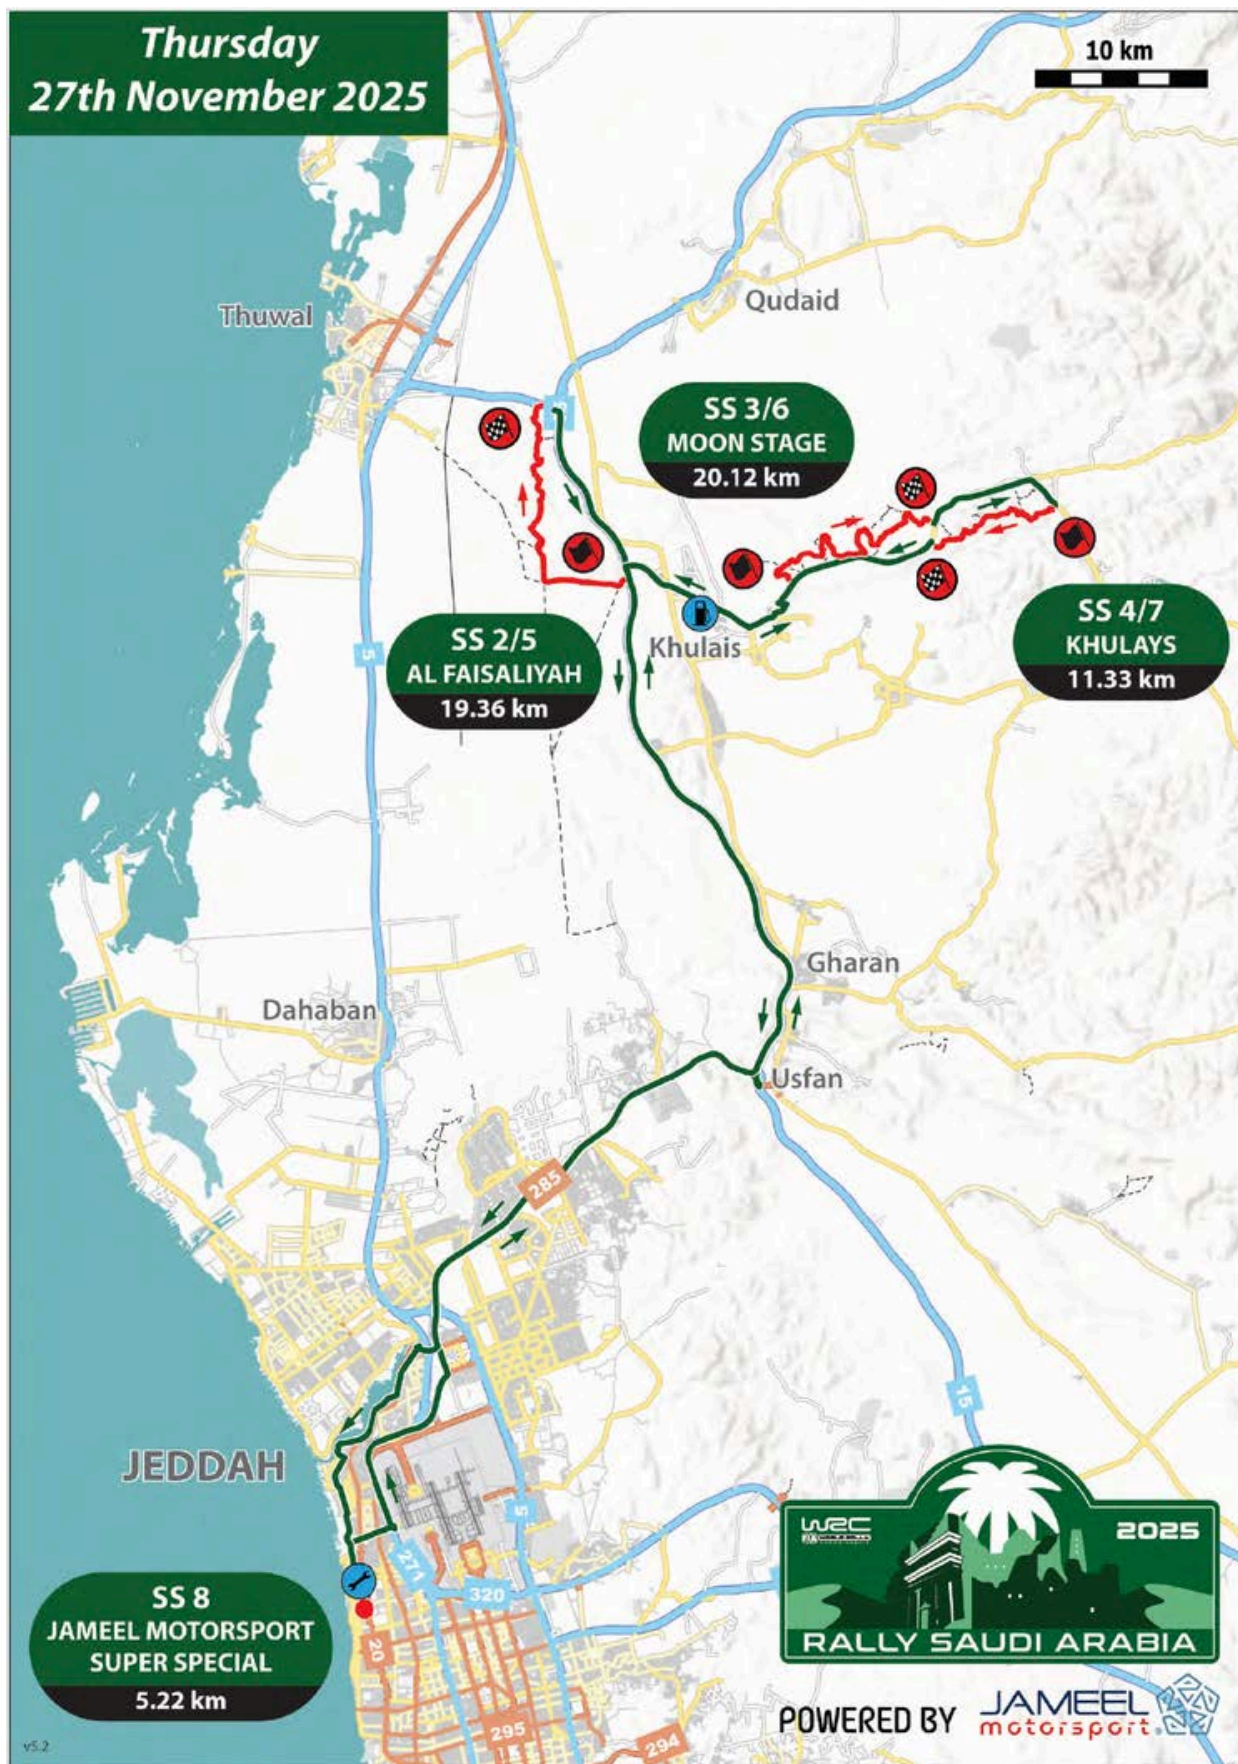 Thursday
27th November 2025
10 km
Thuwal
Qudaid
SS 3/6
MOON STAGE
20.12 km
5
SS 2/5
AL FAISALIYAH
19.36 km
Khulais
SS 4/7
KHULAYS
11.33 km
Gharan
Dahaban
Usfan
285
15
JEDDAH
5
271
320
SS 8
JAMEEL MOTORSPORT
SUPER SPECIAL
5.22 km
20
295
294
WRC
2025
RALLY SAUDI ARABIA
POWERED BY
JAMEEL
motorsport
v5.2